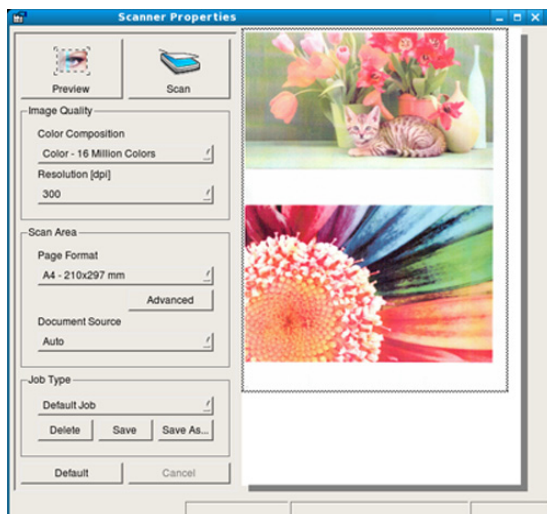 Scanner Properties
Preview
Scan
Image Quality
Color Composition
Color - 16 Million Colors
Resolution [dpi]
300
Scan Area
Page Format
A4 - 210x297 mm
Advanced
Document Source
Auto
Job Type
Default Job
Delete
Save
Save As...
Default
Cancel